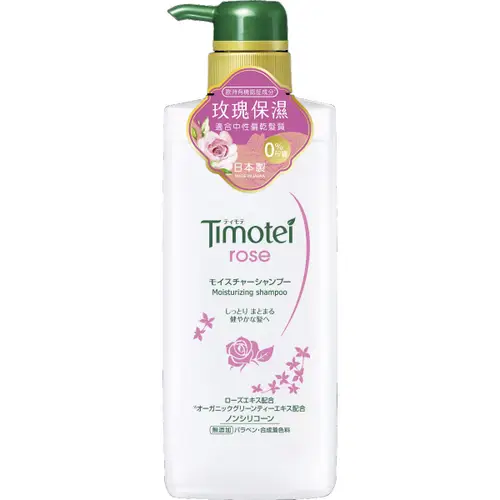 玫瑰保濕
適合中性偏乾髮質
0%
日本製
ティモテ
Timotei
rose
モイスチャーシャンプー
Moisturizing shampoo
しっとり まとまる
健やかな髪へ
ローズエキス配合
*オーガニックグリーンティーエキス配合
ノンシリコーン
無添加 パラベン・合成着色料